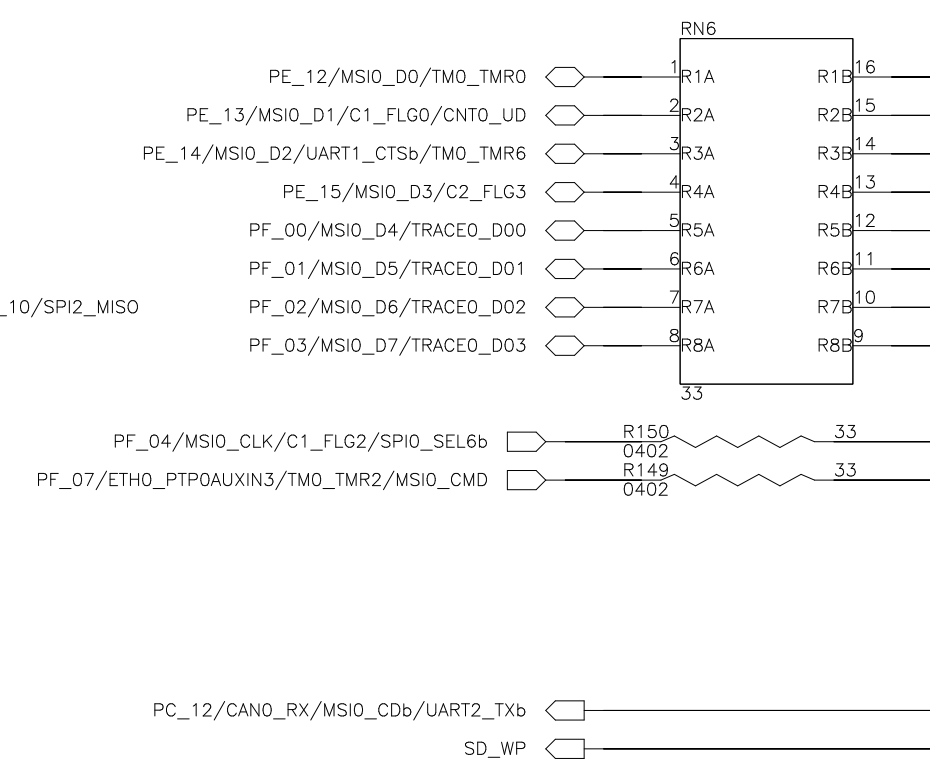 RN6
PE_12/MSI0_D0/TM0_TMR0 1 R1A R1B 16
PE_13/MSI0_D1/C1_FLG0/CNT0_UD 2 R2A R2B 15
PE_14/MSI0_D2/UART1_CTSb/TM0_TMR6 3 R3A R3B 14
PE_15/MSI0_D3/C2_FLG3 4 R4A R4B 13
PF_00/MSI0_D4/TRACE0_D00 5 R5A R5B 12
PF_01/MSI0_D5/TRACE0_D01 6 R6A R6B 11
_10/SPI2_MISO PF_02/MSI0_D6/TRACE0_D02 7 R7A R7B 10
PF_03/MSI0_D7/TRACE0_D03 8 R8A R8B 9
33
PF_04/MSI0_CLK/C1_FLG2/SPI0_SEL6b R150 33
0402
PF_07/ETH0_PTP0AUXIN3/TM0_TMR2/MSI0_CMD R149 33
0402
PC_12/CAN0_RX/MSI0_CDb/UART2_TXb
SD_WP